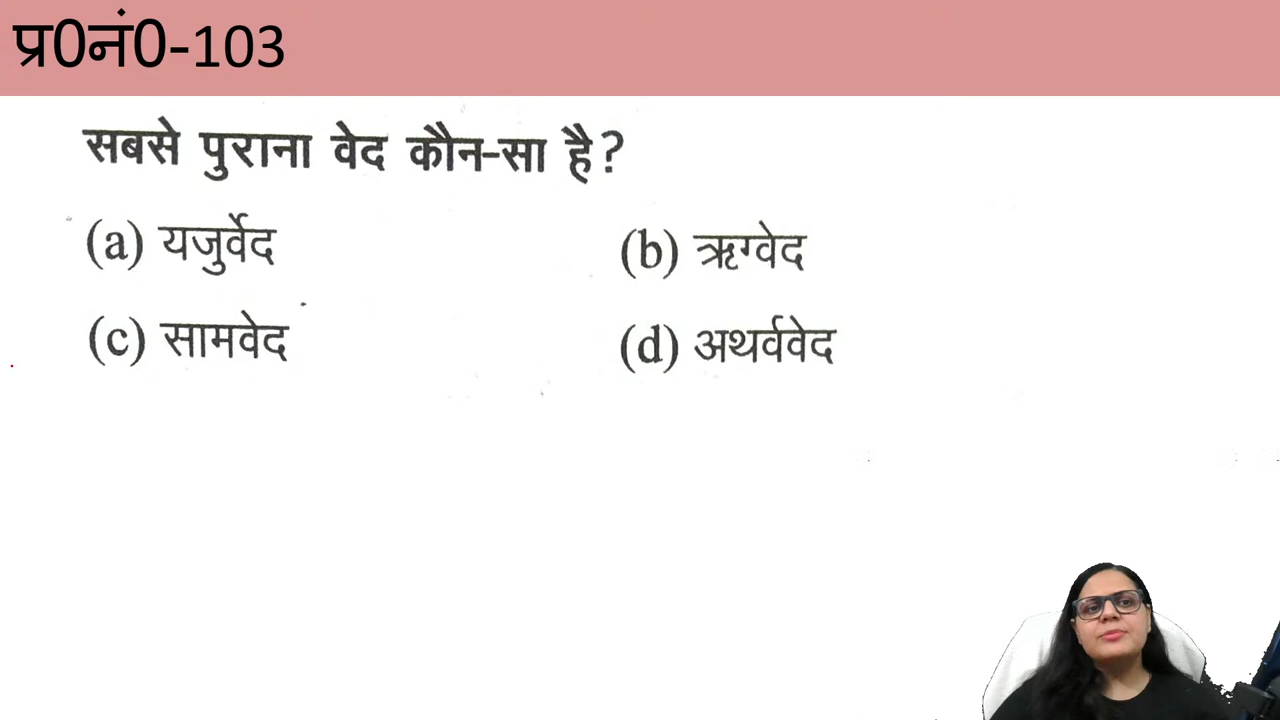 प्र0नं0-103
सबसे पुराना वेद कौन-सा है?
(a) यजुर्वेद (b) ऋग्वेद
(c) सामवेद (d) अथर्ववेद